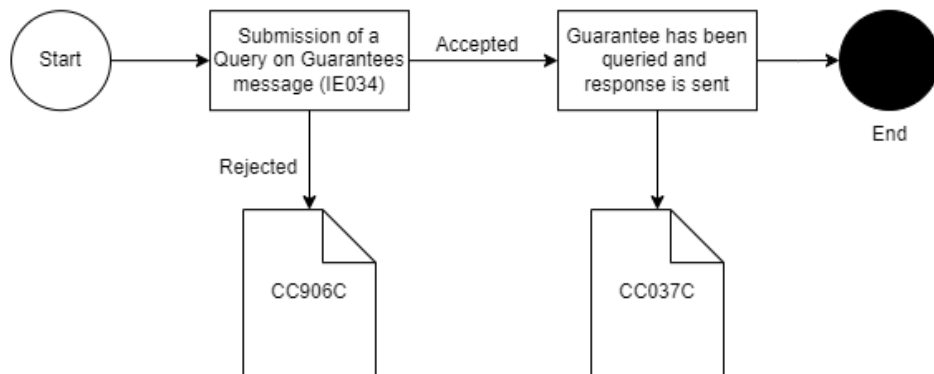 Start
Submission of a
Query on Guarantees
message (IE034)
Accepted
Guarantee has been
queried and
response is sent
End
Rejected
CC906C
CC037C